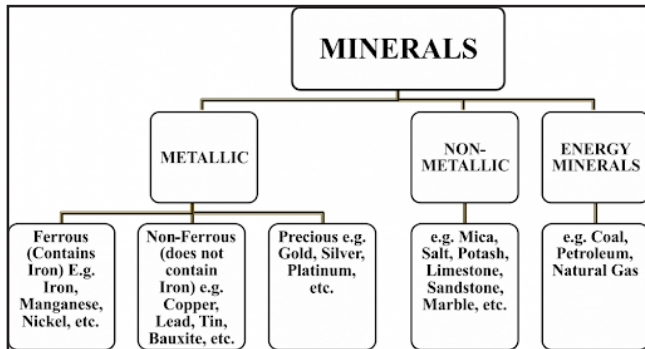 MINERALS
METALLIC
NON-
METALLIC
ENERGY
MINERALS
Ferrous
(Contains
Iron) E.g.
Iron,
Manganese,
Nickel, etc.
Non-Ferrous
(does not
contain
Iron) e.g.
Copper,
Lead, Tin,
Bauxite, etc.
Precious e.g.
Gold, Silver,
Platinum,
etc.
e.g. Mica,
Salt, Potash,
Limestone,
Sandstone,
Marble, etc.
e.g. Coal,
Petroleum,
Natural Gas